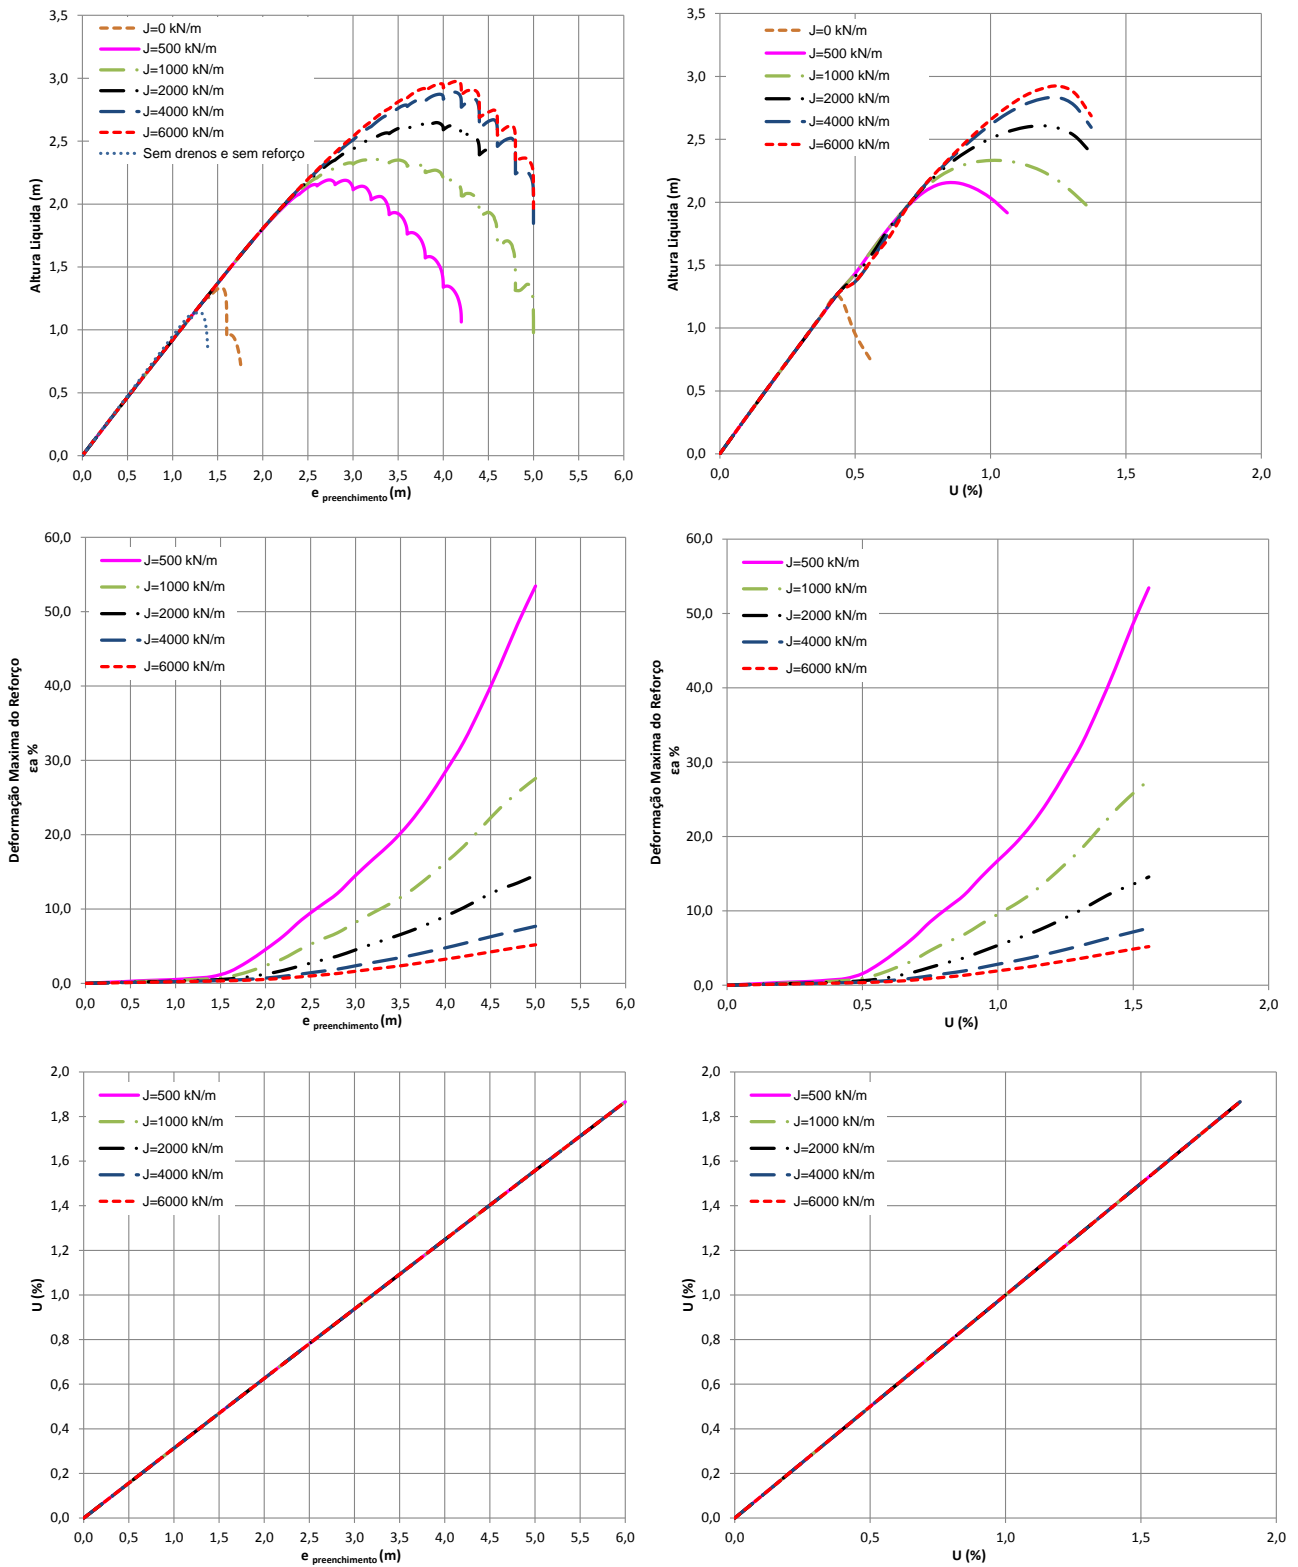 3,5
3,0
2,5
2,0
1,5
1,0
0,5
0,0
Altura Liquida (m)
J=0 kN/m
J=500 kN/m
J=1000 kN/m
J=2000 kN/m
J=4000 kN/m
J=6000 kN/m
Sem drenos e sem reforço
0,0 0,5 1,0 1,5 2,0 2,5 3,0 3,5 4,0 4,5 5,0 5,5 6,0
e preenchimento (m)
3,5
3,0
2,5
2,0
1,5
1,0
0,5
0,0
Altura Liquida (m)
J=0 kN/m
J=500 kN/m
J=1000 kN/m
J=2000 kN/m
J=4000 kN/m
J=6000 kN/m
0,0 0,5 1,0 1,5 2,0
U (%)
60,0
50,0
40,0
30,0
20,0
10,0
0,0
Deformação Maxima do Reforço
εa %
J=500 kN/m
J=1000 kN/m
J=2000 kN/m
J=4000 kN/m
J=6000 kN/m
0,0 0,5 1,0 1,5 2,0 2,5 3,0 3,5 4,0 4,5 5,0 5,5 6,0
e preenchimento (m)
60,0
50,0
40,0
30,0
20,0
10,0
0,0
Deformação Maxima do Reforço
εa %
J=500 kN/m
J=1000 kN/m
J=2000 kN/m
J=4000 kN/m
J=6000 kN/m
0,0 0,5 1,0 1,5 2,0
U (%)
2,0
1,8
1,6
1,4
1,2
1,0
0,8
0,6
0,4
0,2
0,0
U (%)
J=500 kN/m
J=1000 kN/m
J=2000 kN/m
J=4000 kN/m
J=6000 kN/m
0,0 0,5 1,0 1,5 2,0 2,5 3,0 3,5 4,0 4,5 5,0 5,5 6,0
e preenchimento (m)
2,0
1,8
1,6
1,4
1,2
1,0
0,8
0,6
0,4
0,2
0,0
U (%)
J=500 kN/m
J=1000 kN/m
J=2000 kN/m
J=4000 kN/m
J=6000 kN/m
0,0 0,5 1,0 1,5 2,0
U (%)